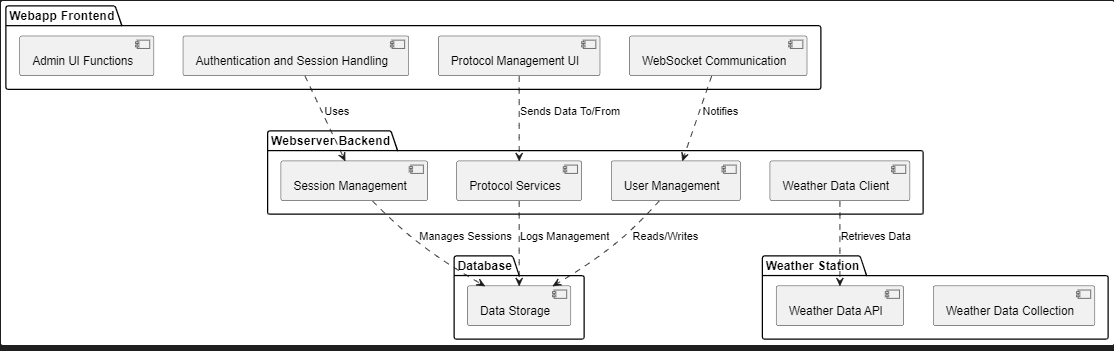 Webapp Frontend
Admin UI Functions
Authentication and Session Handling
Protocol Management UI
WebSocket Communication
Uses
Sends Data To/From
Notifies
Webserver Backend
Session Management
Protocol Services
User Management
Weather Data Client
Manages Sessions
Logs Management
Reads/Writes
Retrieves Data
Database
Weather Station
Data Storage
Weather Data API
Weather Data Collection